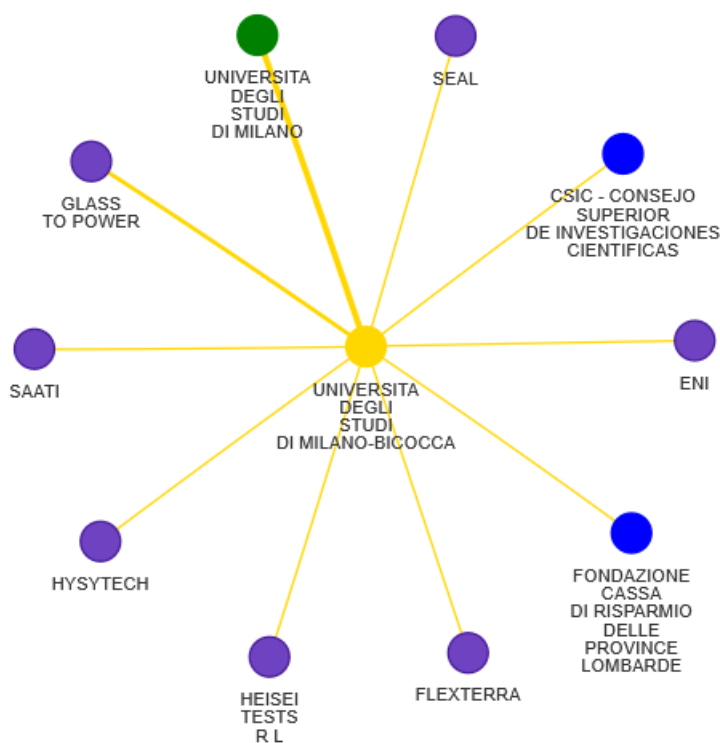 UNIVERSITA
DEGLI
STUDI
DI MILANO
SEAL
GLASS
TO POWER
CSIC - CONSEJO
SUPERIOR
DE INVESTIGACIONES
CIENTIFICAS
SAATI
UNIVERSITA
DEGLI
STUDI
DI MILANO-BICOCCA
ENI
HYSYTECH
HEISEI
TESTS
R L
FLEXTERRA
FONDAZIONE
CASSA
DI RISPARMIO
DELLE
PROVINCE
LOMBARDE